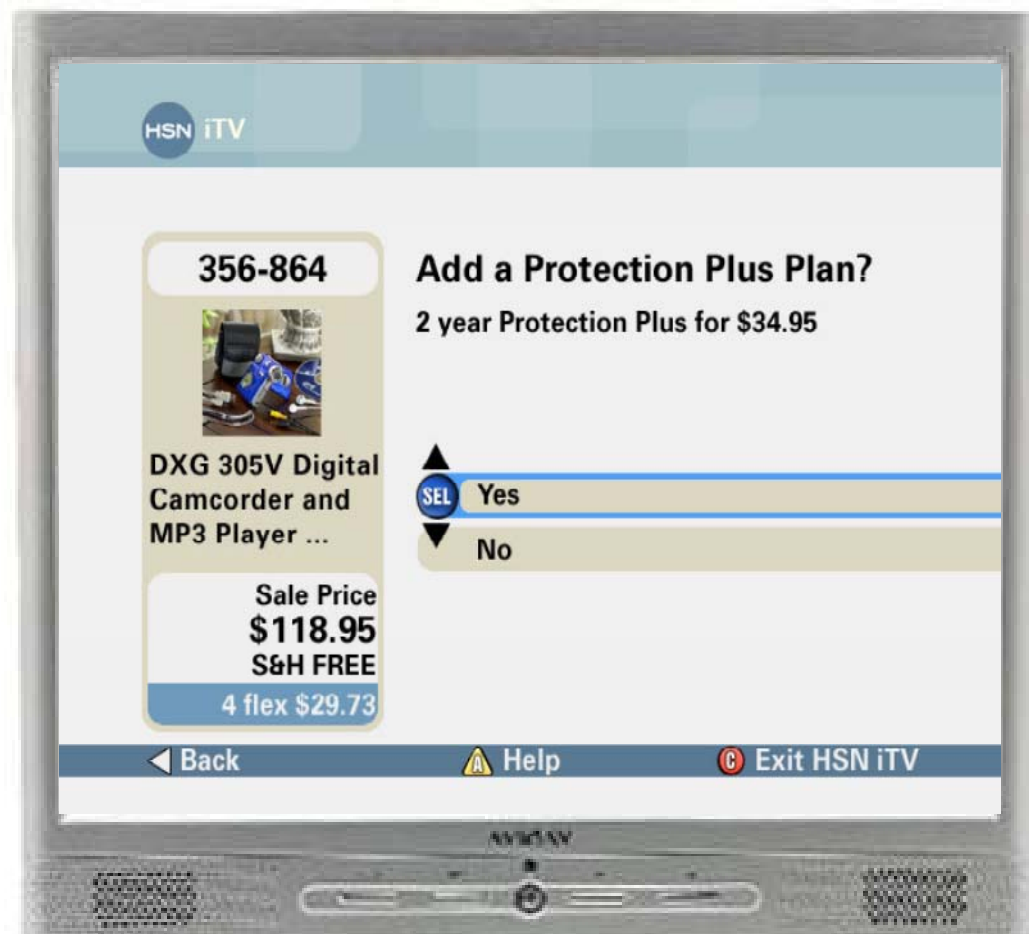 HSN iTV
356-864
DXG 305V Digital
Camcorder and
MP3 Player ...
Sale Price
$118.95
S&H FREE
4 flex $29.73
Add a Protection Plus Plan?
2 year Protection Plus for $34.95
SEL Yes
No
Back
A Help
C Exit HSN iTV